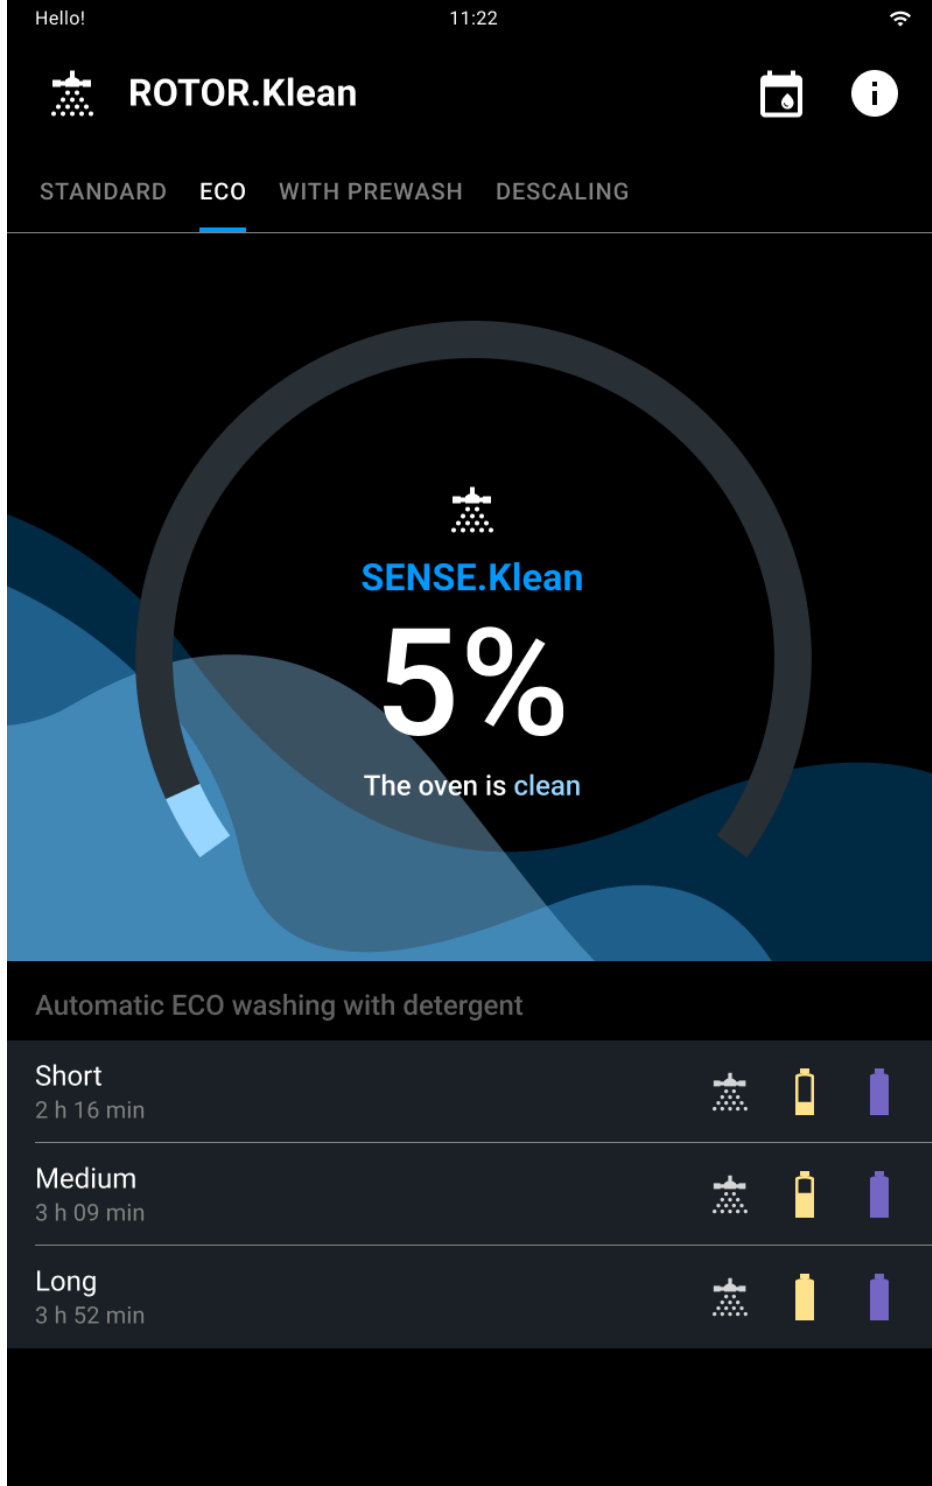 Hello!
11:22
ROTOR.Klean
STANDARD ECO WITH PREWASH DESCALING
SENSE.Klean
5%
The oven is clean
Automatic ECO washing with detergent
Short
2 h 16 min
Medium
3 h 09 min
Long
3 h 52 min